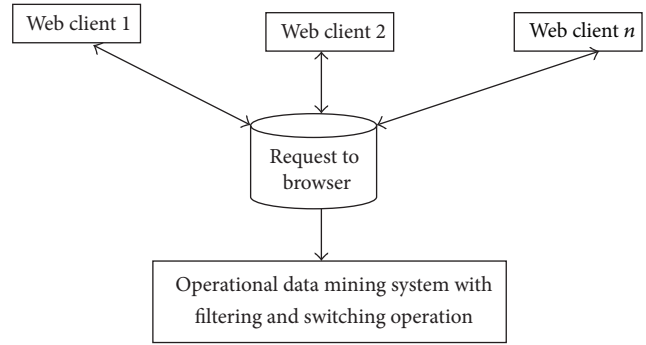 Web client 1
Web client 2
Web client n
Request to
browser
Operational data mining system with
filtering and switching operation